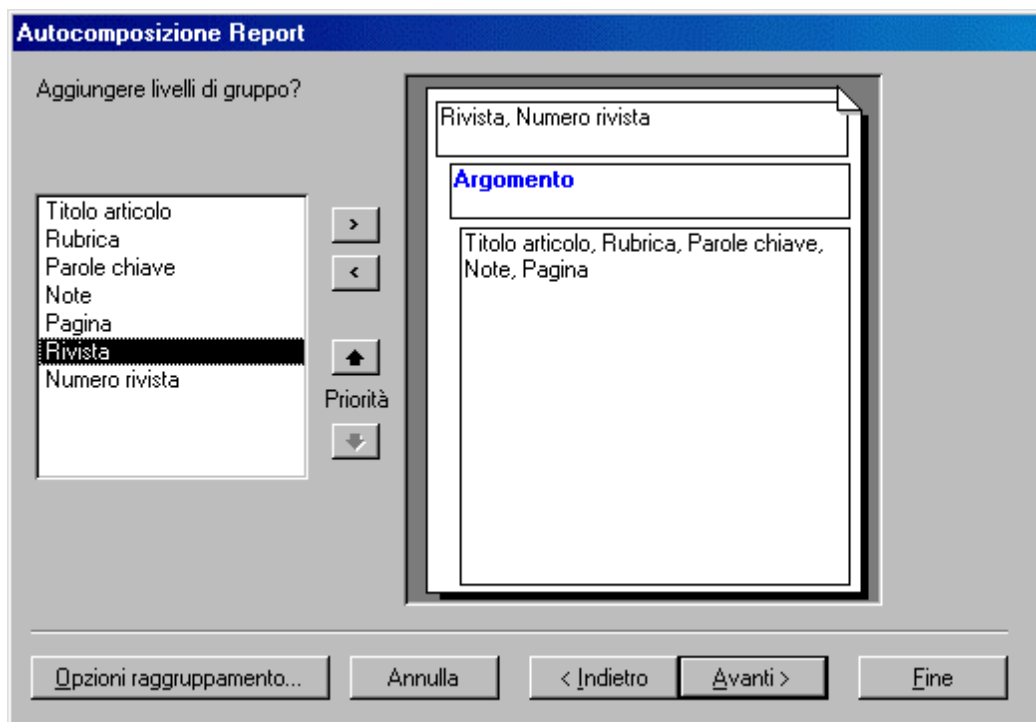 Autocomposizione Report
Aggiungere livelli di gruppo?
Titolo articolo
Rubrica
Parole chiave
Note
Pagina
Rivista
Numero rivista
>
<
Priorità
Rivista, Numero rivista
Argomento
Titolo articolo, Rubrica, Parole chiave,
Note, Pagina
Opzioni raggruppamento...
Annulla
< Indietro
Avanti >
Fine